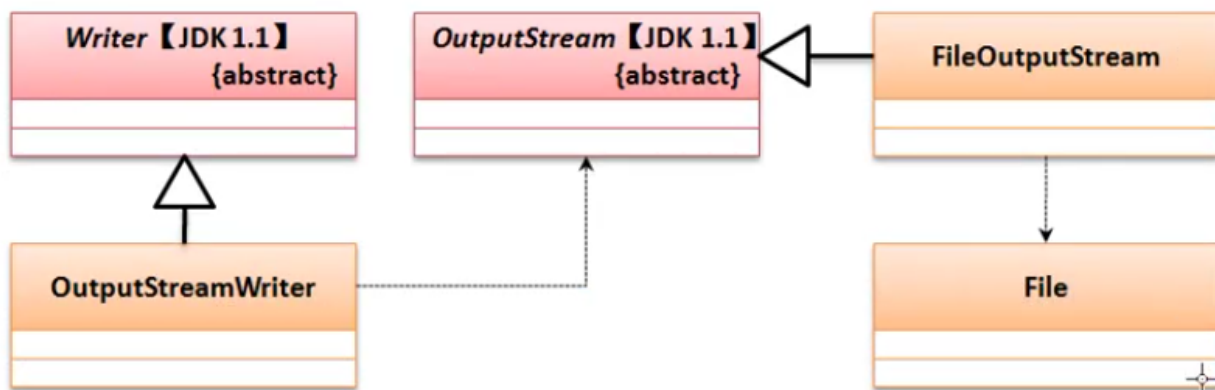 Writer【JDK 1.1】
{abstract}
OutputStream【JDK 1.1】
{abstract}
FileOutputStream
OutputStreamWriter
File